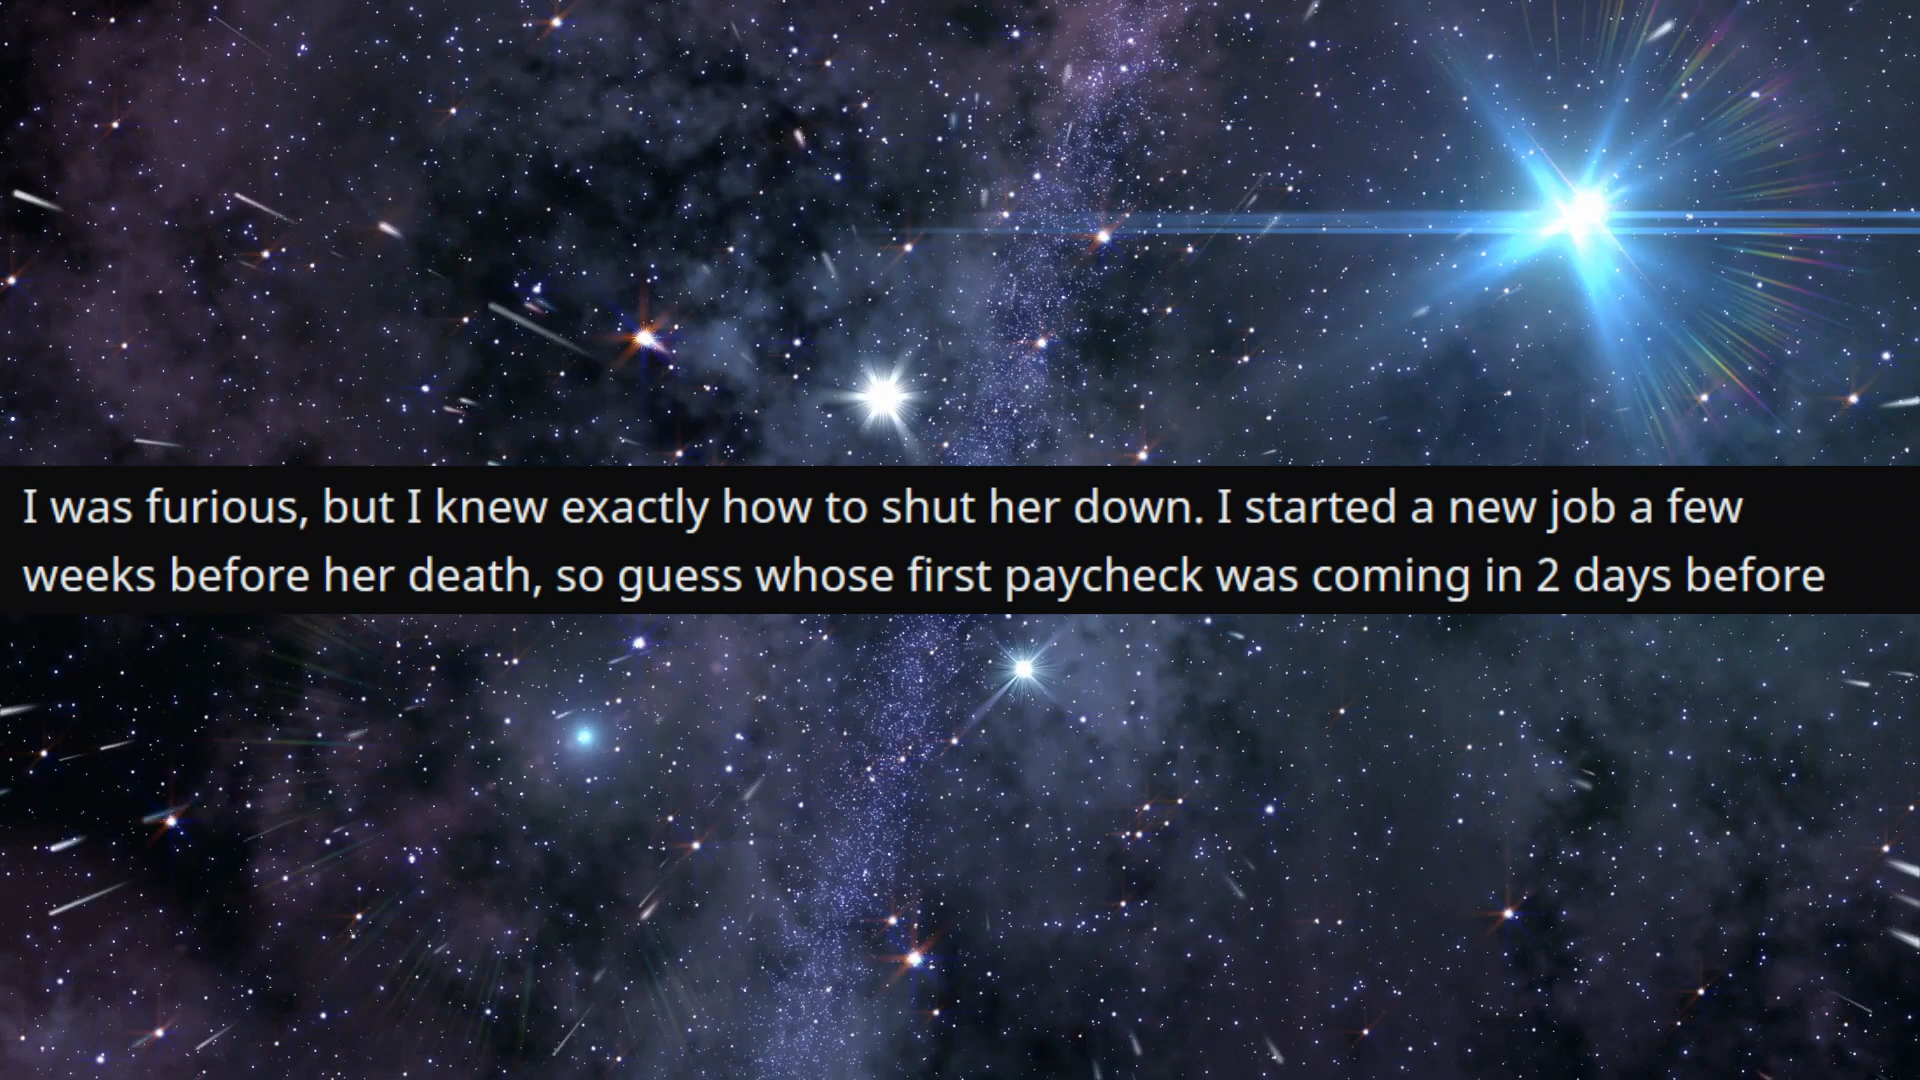 I was furious, but I knew exactly how to shut her down. I started a new job a few
weeks before her death, so guess whose first paycheck was coming in 2 days before